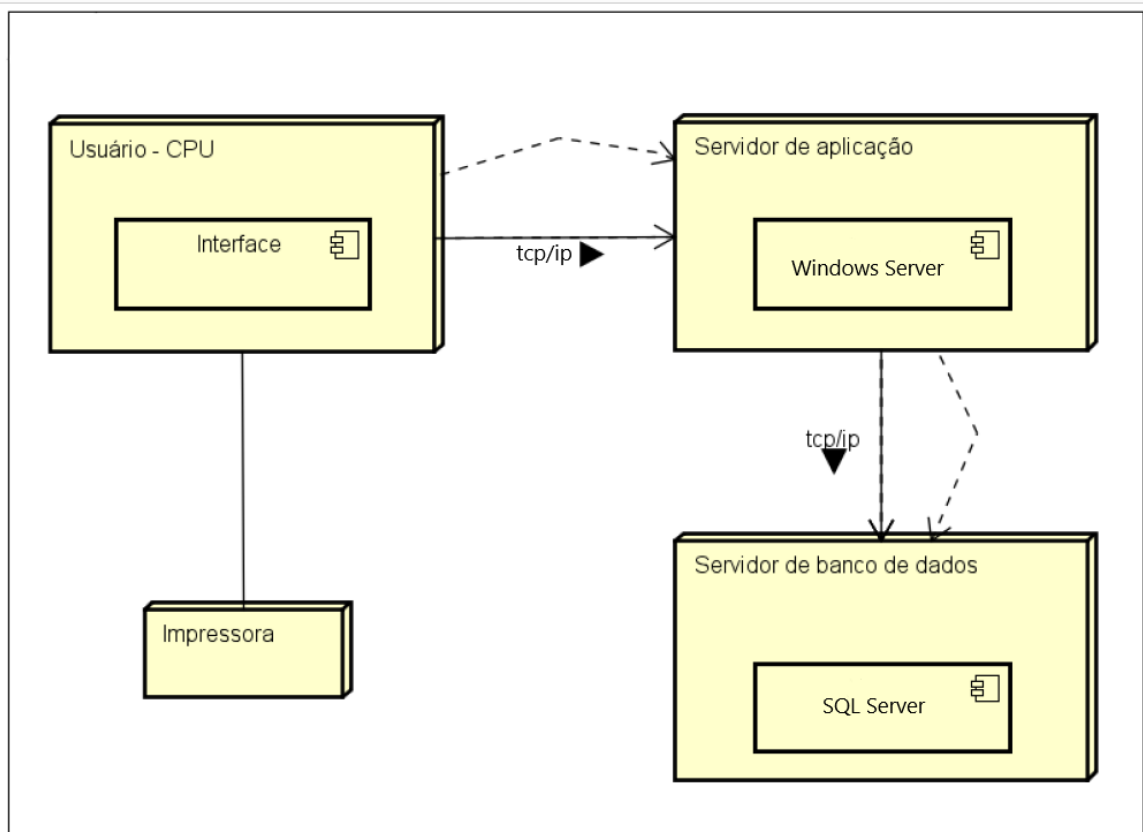 Usuário - CPU
Interface
tcp/ip
Servidor de aplicação
Windows Server
tcp/ip
Impressora
Servidor de banco de dados
SQL Server